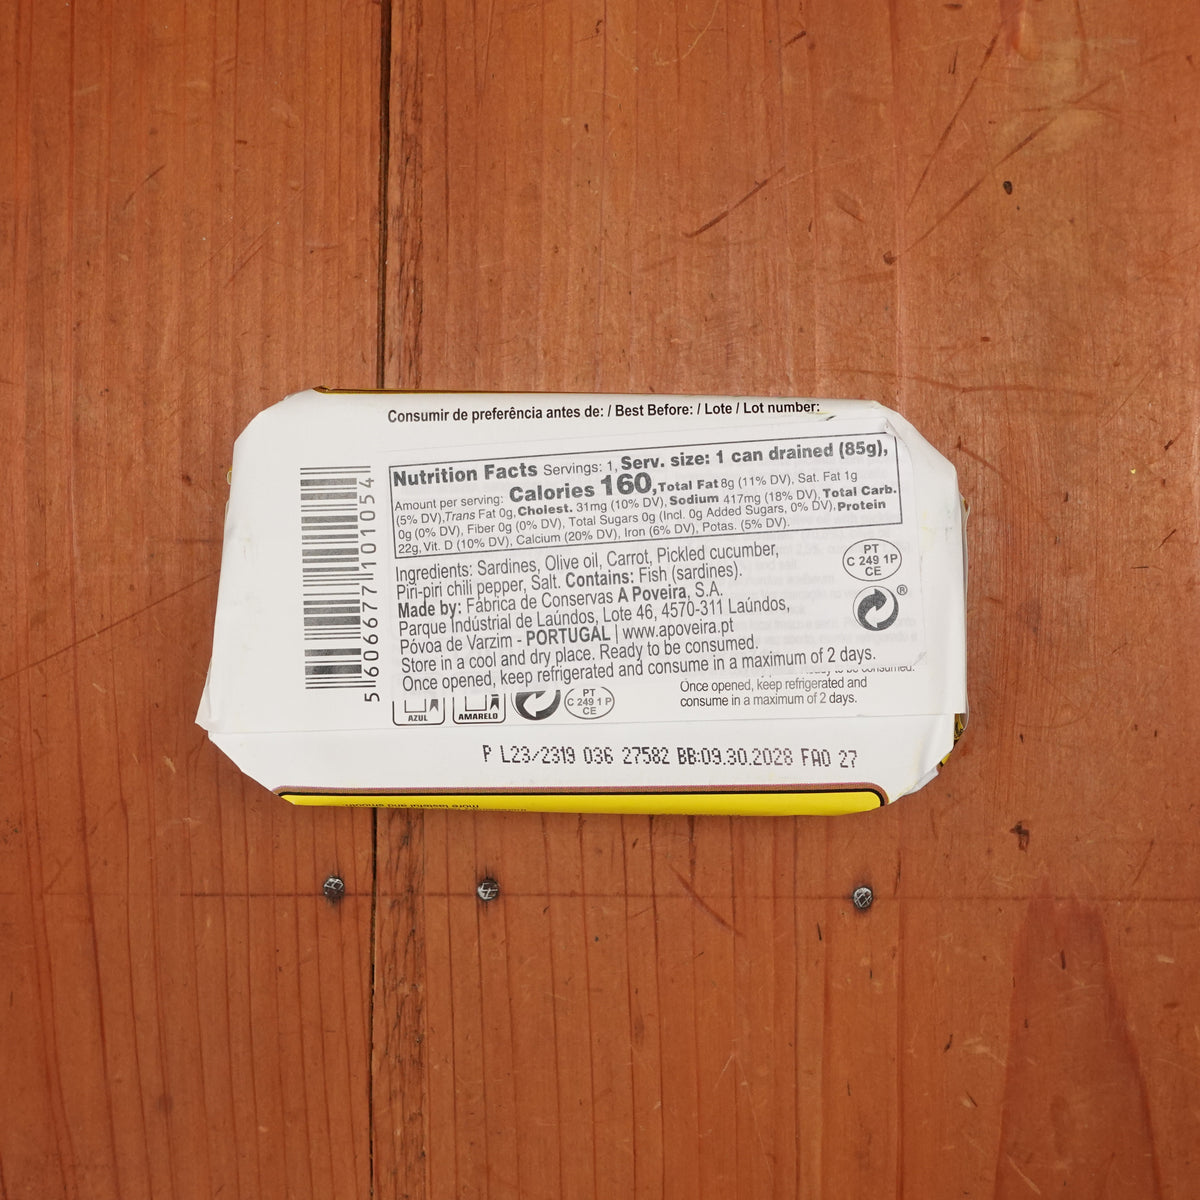 Consumir de preferência antes de: / Best Before: / Lote / Lot number:
Nutrition Facts Servings: 1, Serv. size: 1 can drained (85g),
Amount per serving: Calories 160, Total Fat 8g (11% DV), Sat. Fat 1g
(5% DV), Trans Fat 0g, Cholest. 31mg (10% DV), Sodium 417mg (18% DV), Total Carb.
0g (0% DV), Fiber 0g (0% DV), Total Sugars 0g (Incl. 0g Added Sugars, 0% DV), Protein
22g, Vit. D (10% DV), Calcium (20% DV), Iron (6% DV), Potas. (5% DV).
Ingredients: Sardines, Olive oil, Carrot, Pickled cucumber,
Piri-piri chili pepper, Salt. Contains: Fish (sardines).
Made by: Fábrica de Conservas A Poveira, S.A.
Parque Indústrial de Laúndos, Lote 46, 4570-311 Laúndos,
Póvoa de Varzim - PORTUGAL | www.apoveira.pt
Store in a cool and dry place. Ready to be consumed.
Once opened, keep refrigerated and consume in a maximum of 2 days.
PT
C 249 1P
CE
®
5 606677 101054
AZUL
AMARELO
PT
C 249 1 P
CE
consumed.
Once opened, keep refrigerated and
consume in a maximum of 2 days.
P L23/2319 036 27582 BB:09.30.2028 FAO 27
more tasteful and smooth